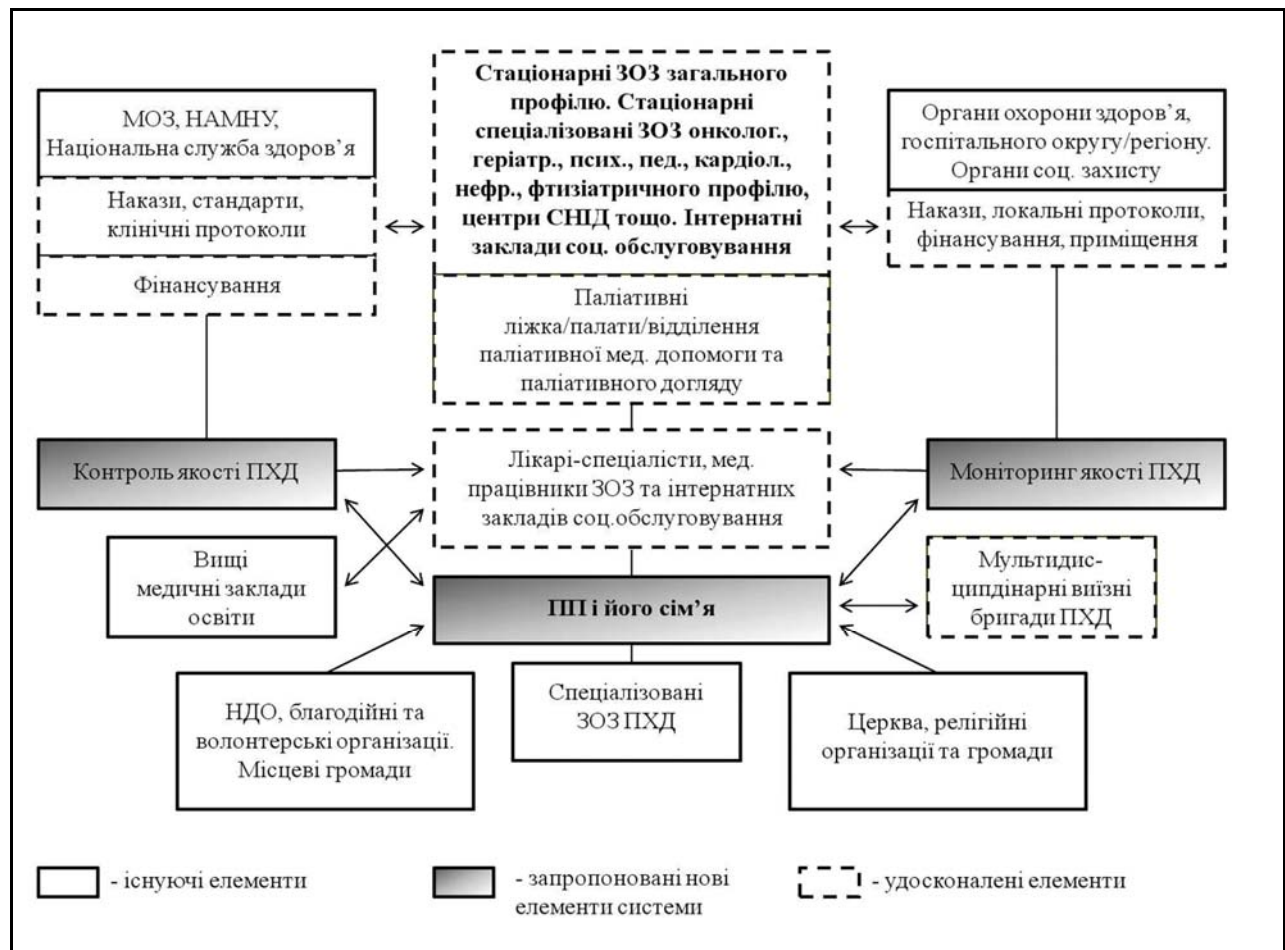 МОЗ, НАМНУ,
Національна служба здоров’я
Накази, стандарти,
клінічні протоколи
Фінансування
Стаціонарні ЗОЗ загального
профілю. Стаціонарні
спеціалізовані ЗОЗ онколог.,
геріатр., псих., пед., кардіол.,
нефр., фтизіатричного профілю,
центри СНІД тощо. Інтернатні
заклади соц. обслуговування
Паліативні
ліжка/палати/відділення
паліативної мед. допомоги та
паліативного догляду
Органи охорони здоров’я,
госпітального округу/регіону.
Органи соц. захисту
Накази, локальні протоколи,
фінансування, приміщення
Контроль якості ПХД
Лікарі-спеціалісти, мед.
працівники ЗОЗ та інтернатних
закладів соц.обслуговування
Моніторинг якості ПХД
Вищі
медичні заклади
освіти
ПП і його сім’я
Мультидис-
ципдінарні виїзні
бригади ПХД
НДО, благодійні та
волонтерські організації.
Місцеві громади
Спеціалізовані
ЗОЗ ПХД
Церква, релігійні
організації та громади
- існуючі елементи
- запропоновані нові
елементи системи
- удосконалені елементи